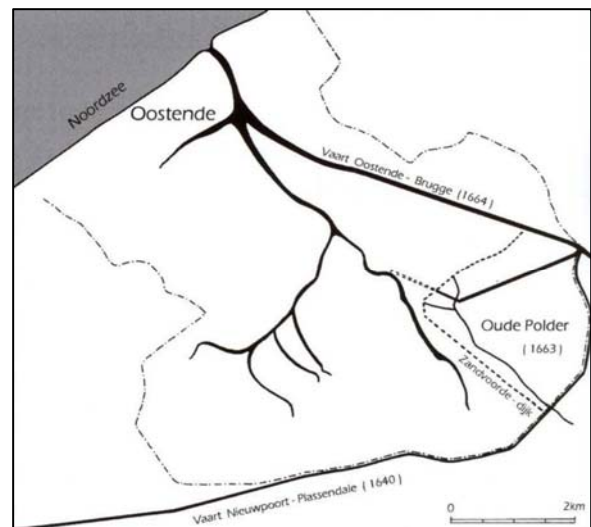 Noordzee
Oostende
Vaart Oostende - Brugge (1664)
Oude Polder
(1663)
Zandvoorde - dijk
Vaart Nieuwpoort - Plassendale (1640)
0 2km